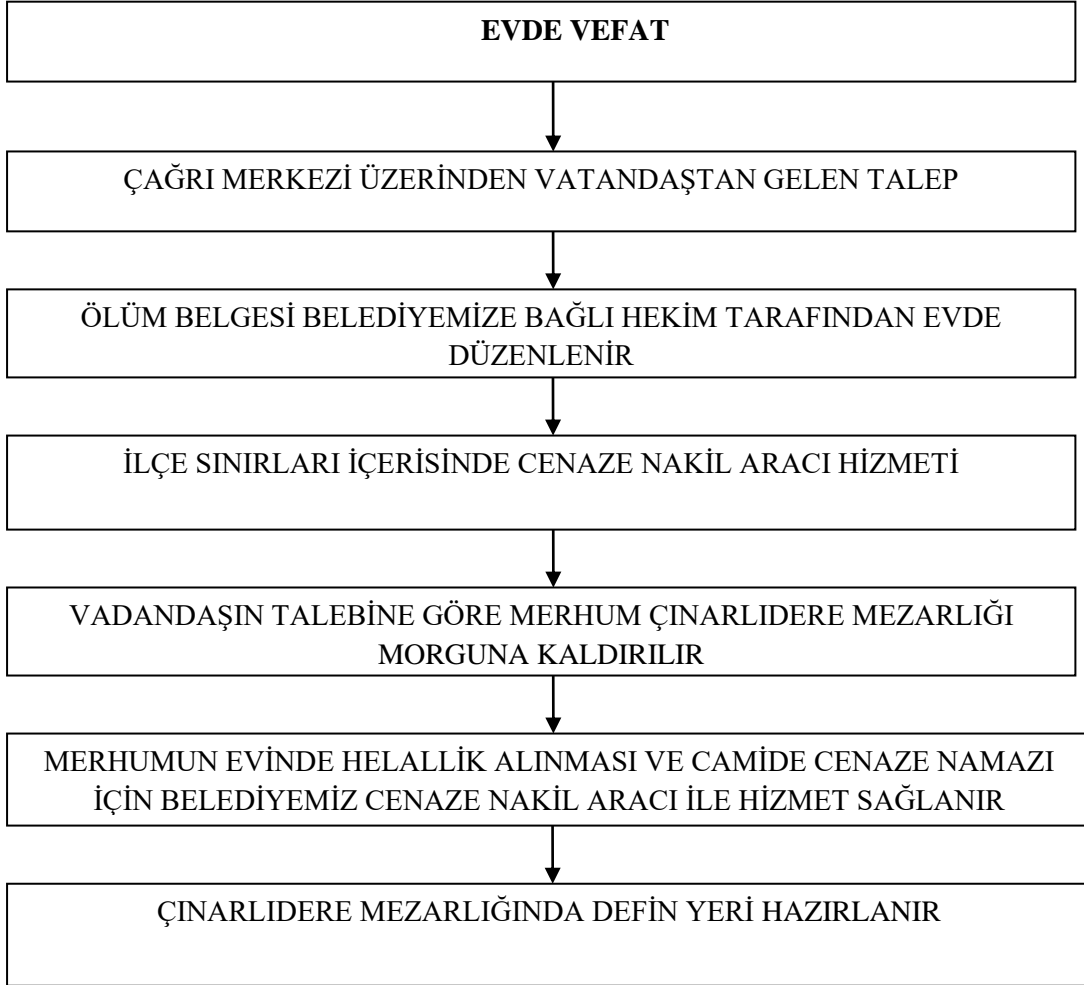 EVDE VEFAT
ÇAĞRI MERKEZİ ÜZERİNDEN VATANDAŞTAN GELEN TALEP
ÖLÜM BELGESİ BELEDİYEMİZE BAĞLI HEKİM TARAFINDAN EVDE
DÜZENLENİR
İLÇE SINIRLARI İÇERİSİNDE CENAZE NAKİL ARACI HİZMETİ
VADANDAŞIN TALEBİNE GÖRE MERHUM ÇINARLIDERE MEZARLIĞI
MORGUNA KALDIRILIR
MERHUMUN EVİNDE HELALLİK ALINMASI VE CAMİDE CENAZE NAMAZI
İÇİN BELEDİYEMİZ CENAZE NAKİL ARACI İLE HİZMET SAĞLANIR
ÇINARLIDERE MEZARLIĞINDA DEFİN YERİ HAZIRLANIR